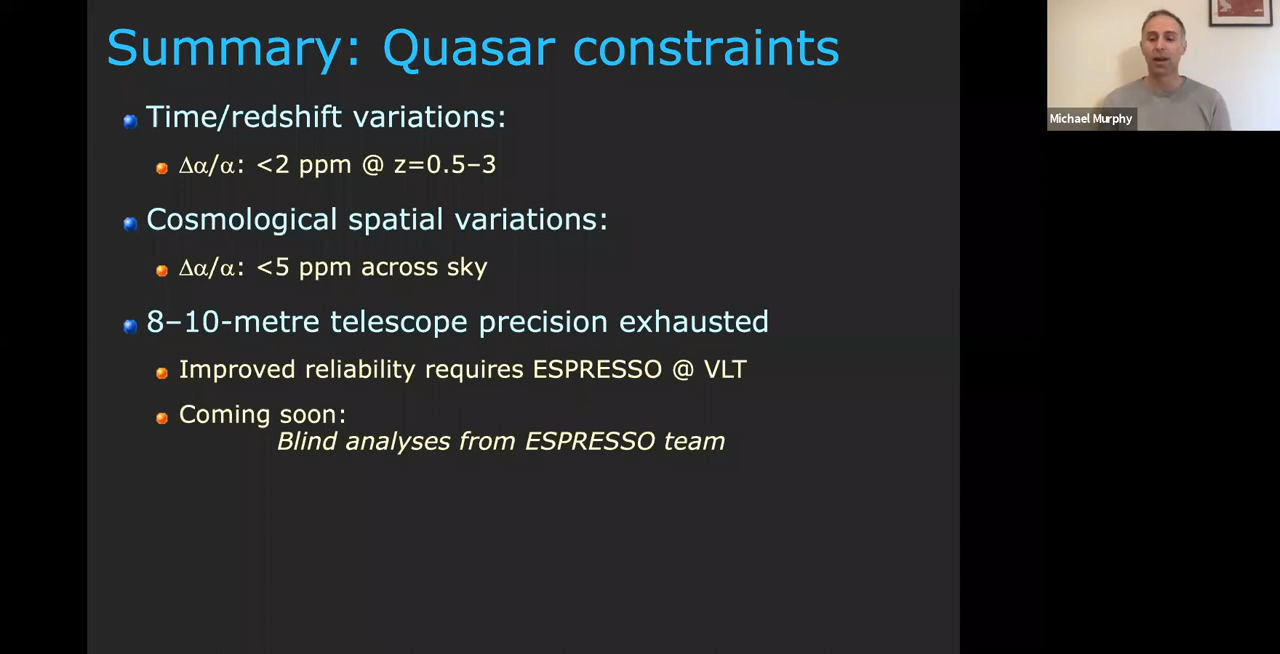 Summary: Quasar constraints
Time/redshift variations:
Δα/α: <2 ppm @ z=0.5–3
Cosmological spatial variations:
Δα/α: <5 ppm across sky
8–10-metre telescope precision exhausted
Improved reliability requires ESPRESSO @ VLT
Coming soon:
Blind analyses from ESPRESSO team
Michael Murphy